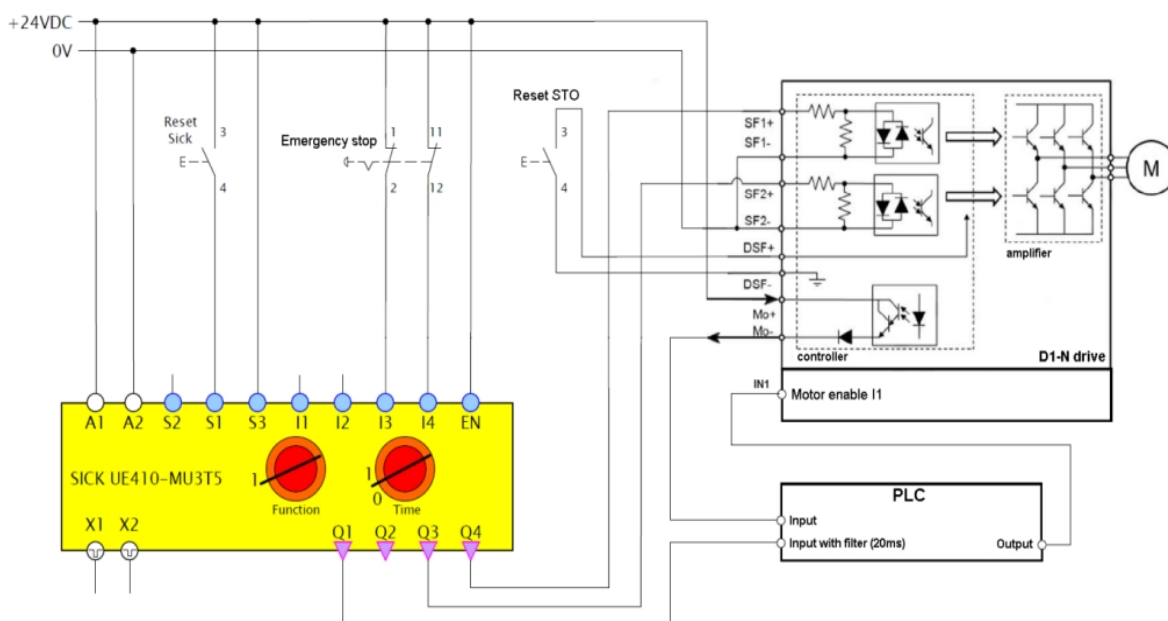 +24VDC
0V
Reset
Sick
3
E
4
Emergency stop
1
11
2
12
Reset STO
3
E
4
SF1+
SF1-
SF2+
SF2-
DSF+
DSF-
Mo+
Mo-
controller
amplifier
M
D1-N drive
IN1
Motor enable I1
A1
A2
S2
S1
S3
I1
I2
I3
I4
EN
SICK UE410-MU3T5
1
Function
1
0
Time
X1
X2
Q1
Q2
Q3
Q4
PLC
Input
Input with filter (20ms)
Output